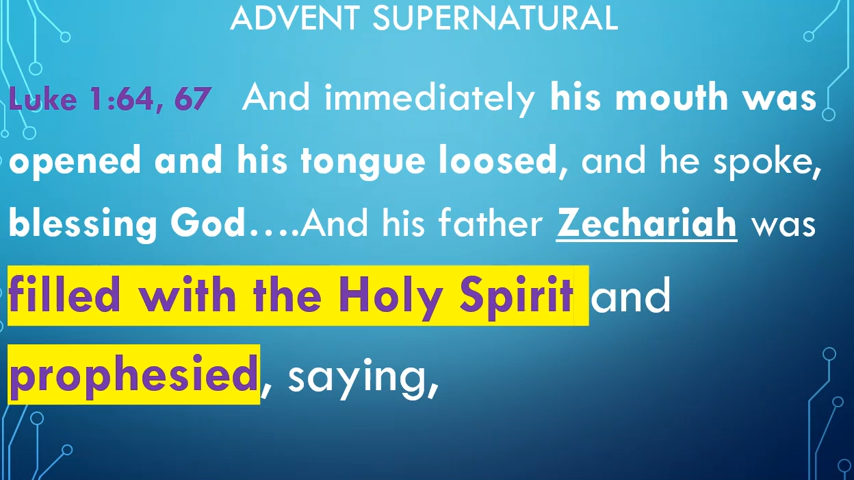 ADVENT SUPERNATURAL
Luke 1:64, 67 And immediately his mouth was
opened and his tongue loosed, and he spoke,
blessing God….And his father Zechariah was
filled with the Holy Spirit and
prophesied, saying,